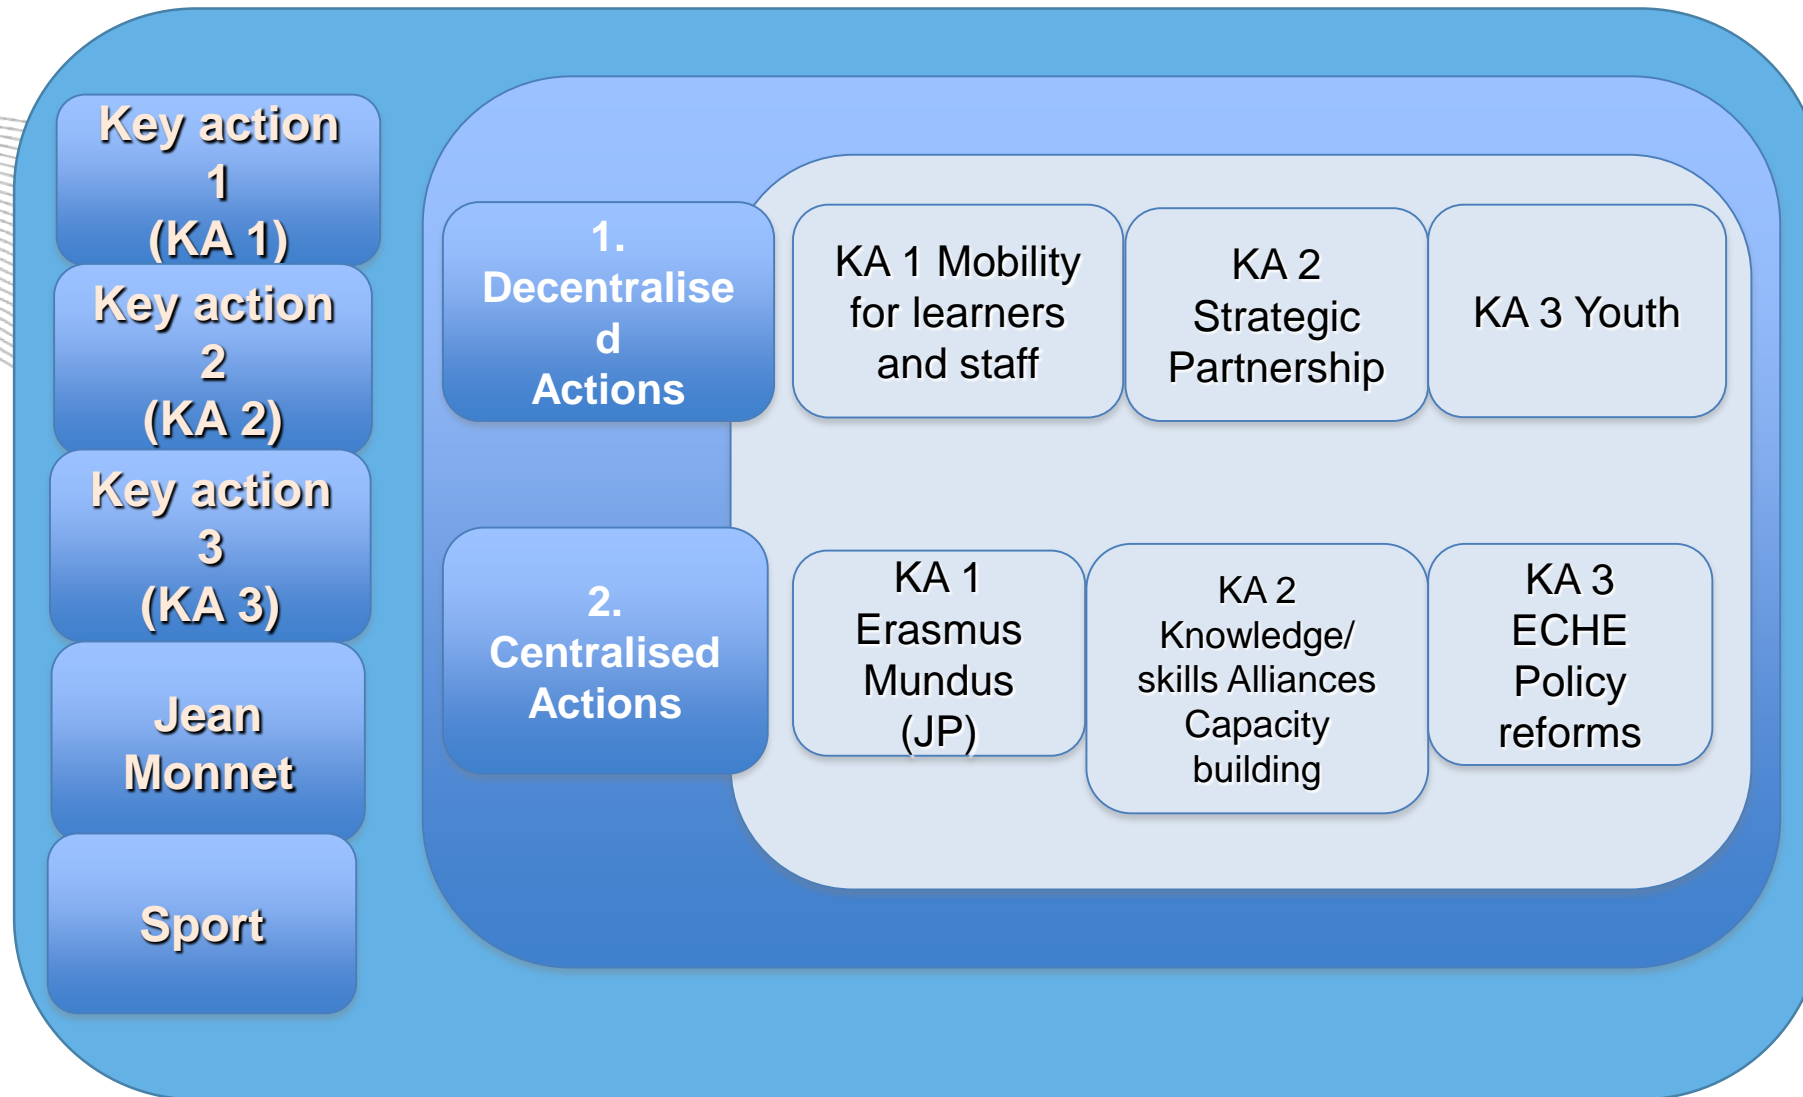 Key action
1
(KA 1)
Key action
2
(KA 2)
Key action
3
(KA 3)
Jean
Monnet
Sport
1.
Decentralise
d
Actions
KA 1 Mobility
for learners
and staff
KA 2
Strategic
Partnership
KA 3 Youth
2.
Centralised
Actions
KA 1
Erasmus
Mundus
(JP)
KA 2
Knowledge/
skills Alliances
Capacity
building
KA 3
ECHE
Policy
reforms